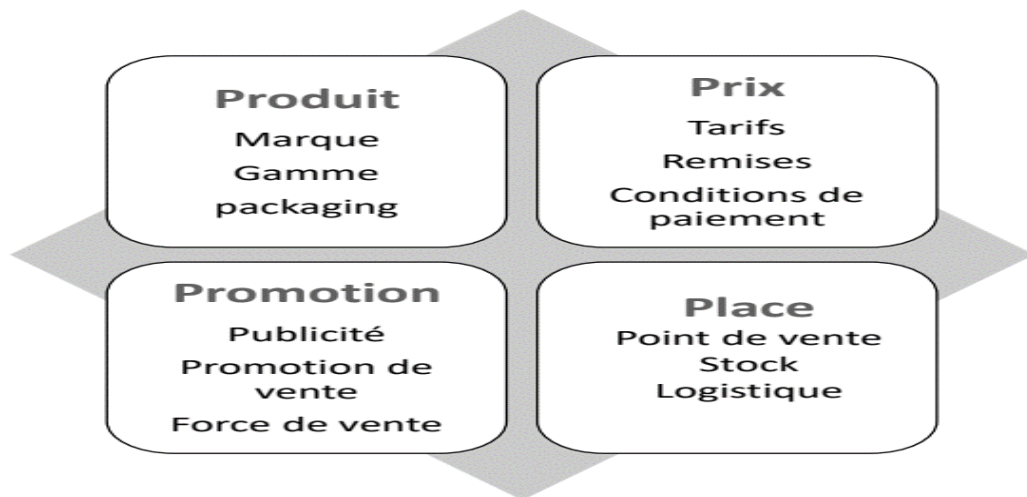 Produit
Marque
Gamme
packaging
Prix
Tarifs
Remises
Conditions de
paiement
Promotion
Publicité
Promotion de
vente
Force de vente
Place
Point de vente
Stock
Logistique